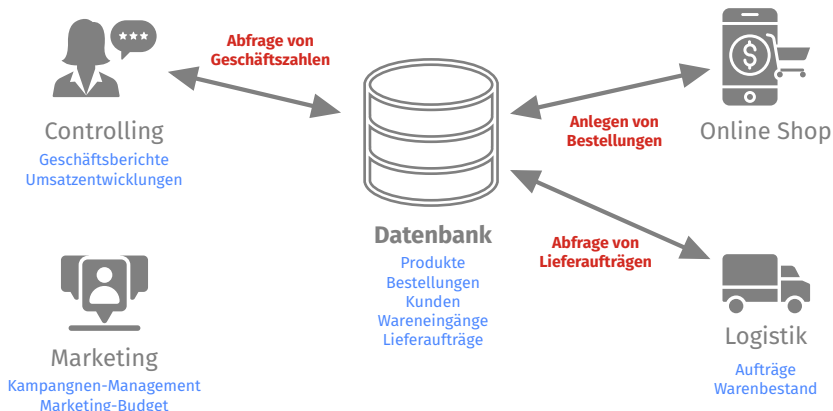 Abfrage von
Geschäftszahlen
Controlling
Geschäftsberichte
Umsatzentwicklungen
$
Anlegen von
Bestellungen
Online Shop
Datenbank
Produkte
Bestellungen
Kunden
Wareneingänge
Lieferaufträge
Abfrage von
Lieferaufträgen
Marketing
Kampangnen-Management
Marketing-Budget
Logistik
Aufträge
Warenbestand